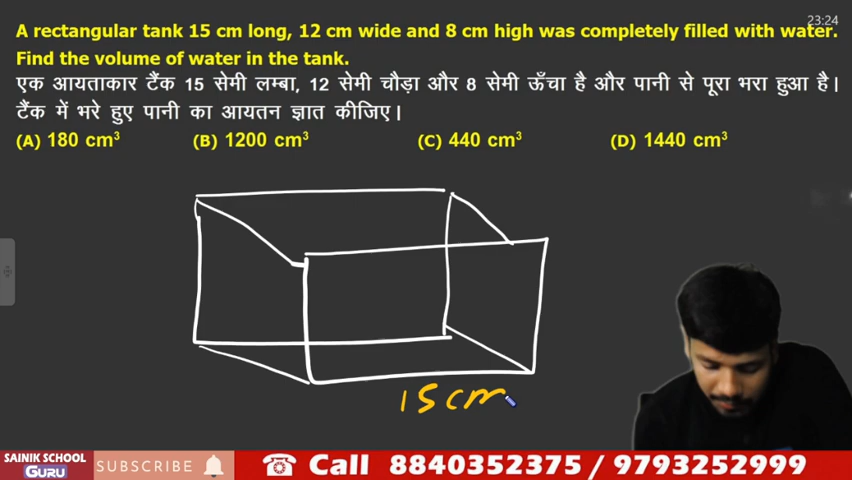 23:24
A rectangular tank 15 cm long, 12 cm wide and 8 cm high was completely filled with water.
Find the volume of water in the tank.
एक आयताकार टैंक 15 सेमी लम्बा, 12 सेमी चौड़ा और 8 सेमी ऊँचा है और पानी से पूरा भरा हुआ है।
टैंक में भरे हुए पानी का आयतन ज्ञात कीजिए।
(A) 180 cm³ (B) 1200 cm³ (C) 440 cm³ (D) 1440 cm³
15cm
SAINIK SCHOOL
GURU
SUBSCRIBE
Call 8840352375 / 9793252999